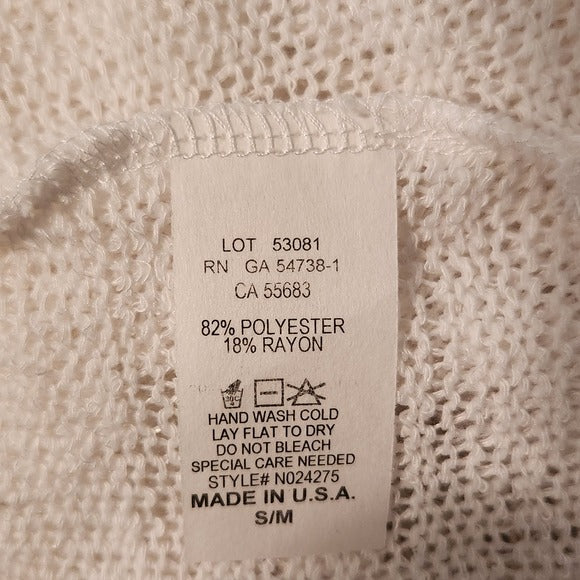 LOT 53081
RN GA 54738-1
CA 55683
82% POLYESTER
18% RAYON
HAND WASH COLD
LAY FLAT TO DRY
DO NOT BLEACH
SPECIAL CARE NEEDED
STYLE# N024275
MADE IN U.S.A.
S/M